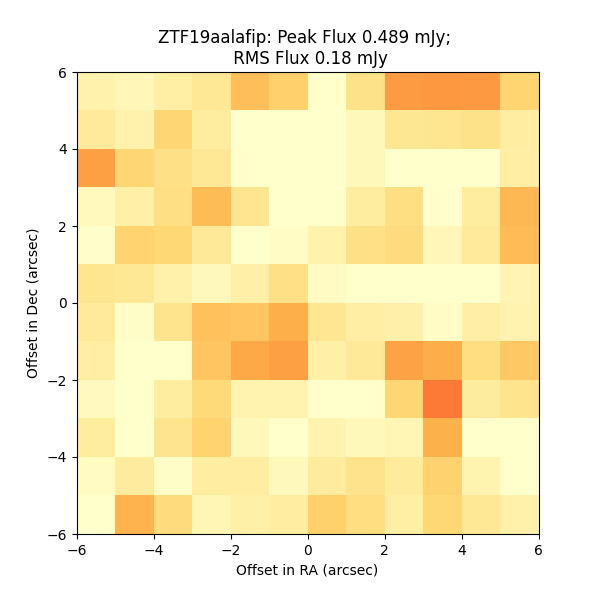 ZTF19aalafip: Peak Flux 0.489 mJy;
RMS Flux 0.18 mJy
6
4
2
0
−2
−4
−6
Offset in Dec (arcsec)
−6 −4 −2 0 2 4 6
Offset in RA (arcsec)